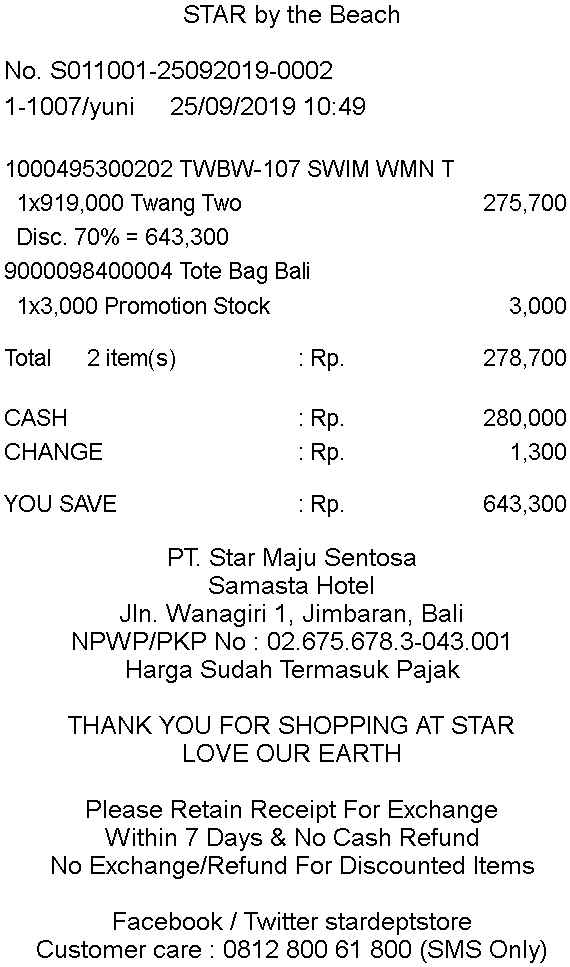 STAR by the Beach
No. S011001-25092019-0002
1-1007/yuni 25/09/2019 10:49
1000495300202 TWBW-107 SWIM WMN T
1x919,000 Twang Two 275,700
Disc. 70% = 643,300
9000098400004 Tote Bag Bali
1x3,000 Promotion Stock 3,000
Total 2 item(s) : Rp. 278,700
CASH : Rp. 280,000
CHANGE : Rp. 1,300
YOU SAVE : Rp. 643,300
PT. Star Maju Sentosa
Samasta Hotel
Jln. Wanagiri 1, Jimbaran, Bali
NPWP/PKP No : 02.675.678.3-043.001
Harga Sudah Termasuk Pajak
THANK YOU FOR SHOPPING AT STAR
LOVE OUR EARTH
Please Retain Receipt For Exchange
Within 7 Days & No Cash Refund
No Exchange/Refund For Discounted Items
Facebook / Twitter stardeptstore
Customer care : 0812 800 61 800 (SMS Only)